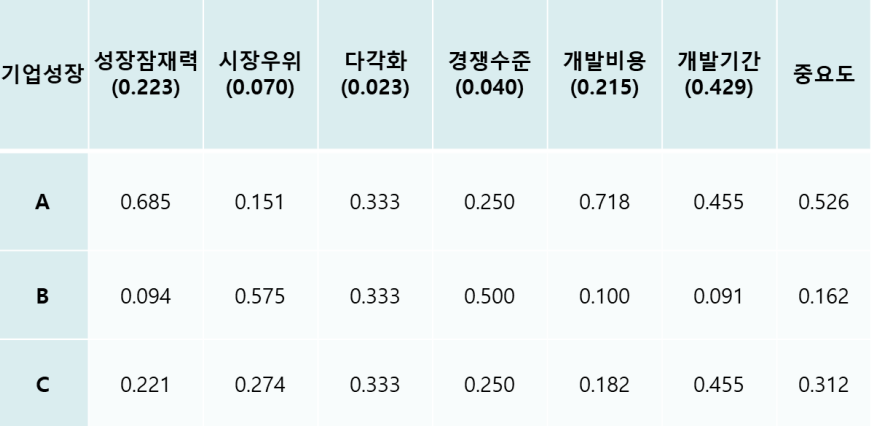 기업성장 성장잠재력 (0.223) 시장우위 (0.070) 다각화 (0.023) 경쟁수준 (0.040) 개발비용 (0.215) 개발기간 (0.429) 중요도
A 0.685 0.151 0.333 0.250 0.718 0.455 0.526
B 0.094 0.575 0.333 0.500 0.100 0.091 0.162
C 0.221 0.274 0.333 0.250 0.182 0.455 0.312